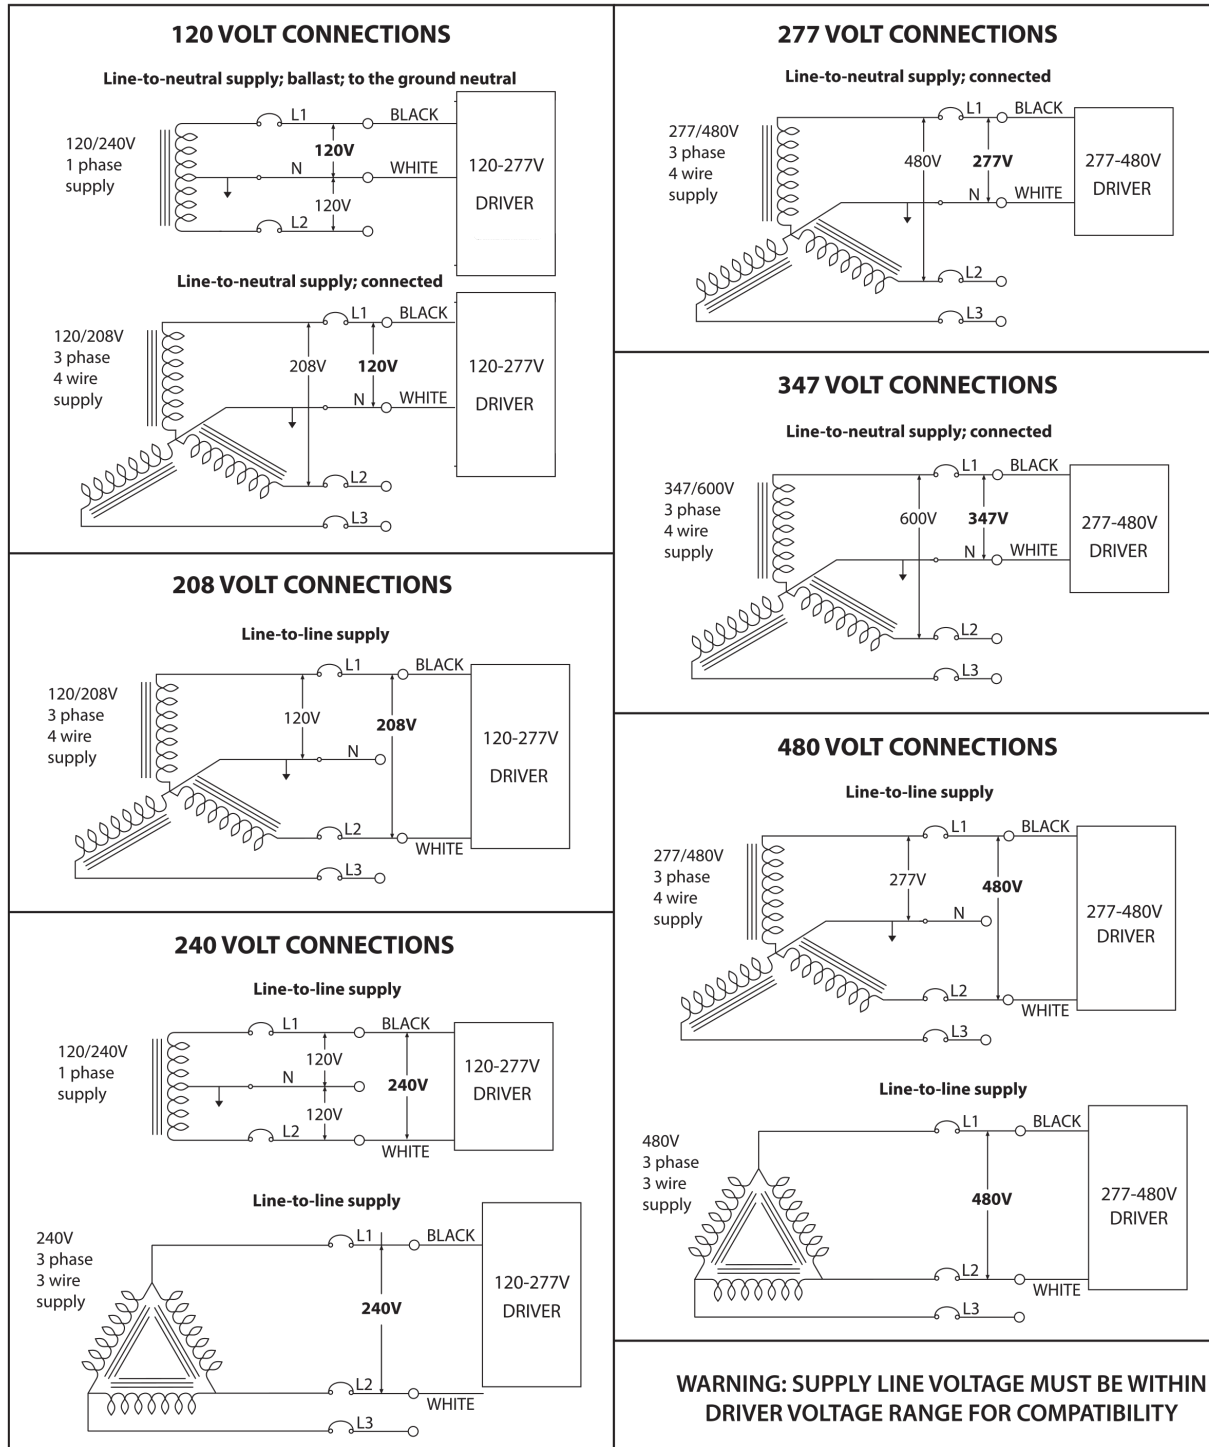 120 VOLT CONNECTIONS
Line-to-neutral supply; ballast; to the ground neutral
120/240V
1 phase
supply
L1
BLACK
120V
N
WHITE
120V
L2
120-277V
DRIVER
Line-to-neutral supply; connected
120/208V
3 phase
4 wire
supply
L1
BLACK
208V
120V
N
WHITE
L2
L3
120-277V
DRIVER
208 VOLT CONNECTIONS
Line-to-line supply
120/208V
3 phase
4 wire
supply
L1
BLACK
120V
208V
N
L2
WHITE
L3
120-277V
DRIVER
240 VOLT CONNECTIONS
Line-to-line supply
120/240V
1 phase
supply
L1
BLACK
120V
N
240V
120V
L2
WHITE
120-277V
DRIVER
Line-to-line supply
240V
3 phase
3 wire
supply
L1
BLACK
240V
L2
WHITE
L3
120-277V
DRIVER
277 VOLT CONNECTIONS
Line-to-neutral supply; connected
277/480V
3 phase
4 wire
supply
L1
BLACK
480V
277V
N
WHITE
L2
L3
277-480V
DRIVER
347 VOLT CONNECTIONS
Line-to-neutral supply; connected
347/600V
3 phase
4 wire
supply
L1
BLACK
600V
347V
N
WHITE
L2
L3
277-480V
DRIVER
480 VOLT CONNECTIONS
Line-to-line supply
277/480V
3 phase
4 wire
supply
L1
BLACK
277V
480V
N
L2
WHITE
L3
277-480V
DRIVER
Line-to-line supply
480V
3 phase
3 wire
supply
L1
BLACK
480V
L2
WHITE
L3
277-480V
DRIVER
WARNING: SUPPLY LINE VOLTAGE MUST BE WITHIN
DRIVER VOLTAGE RANGE FOR COMPATIBILITY